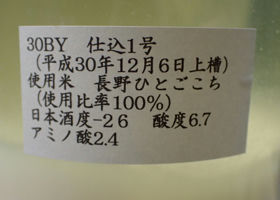 30BY 仕込1号
(平成30年12月6日上槽)
使用米 長野ひとごこち
(使用比率100%)
日本酒度-26 酸度6.7
アミノ酸2.4